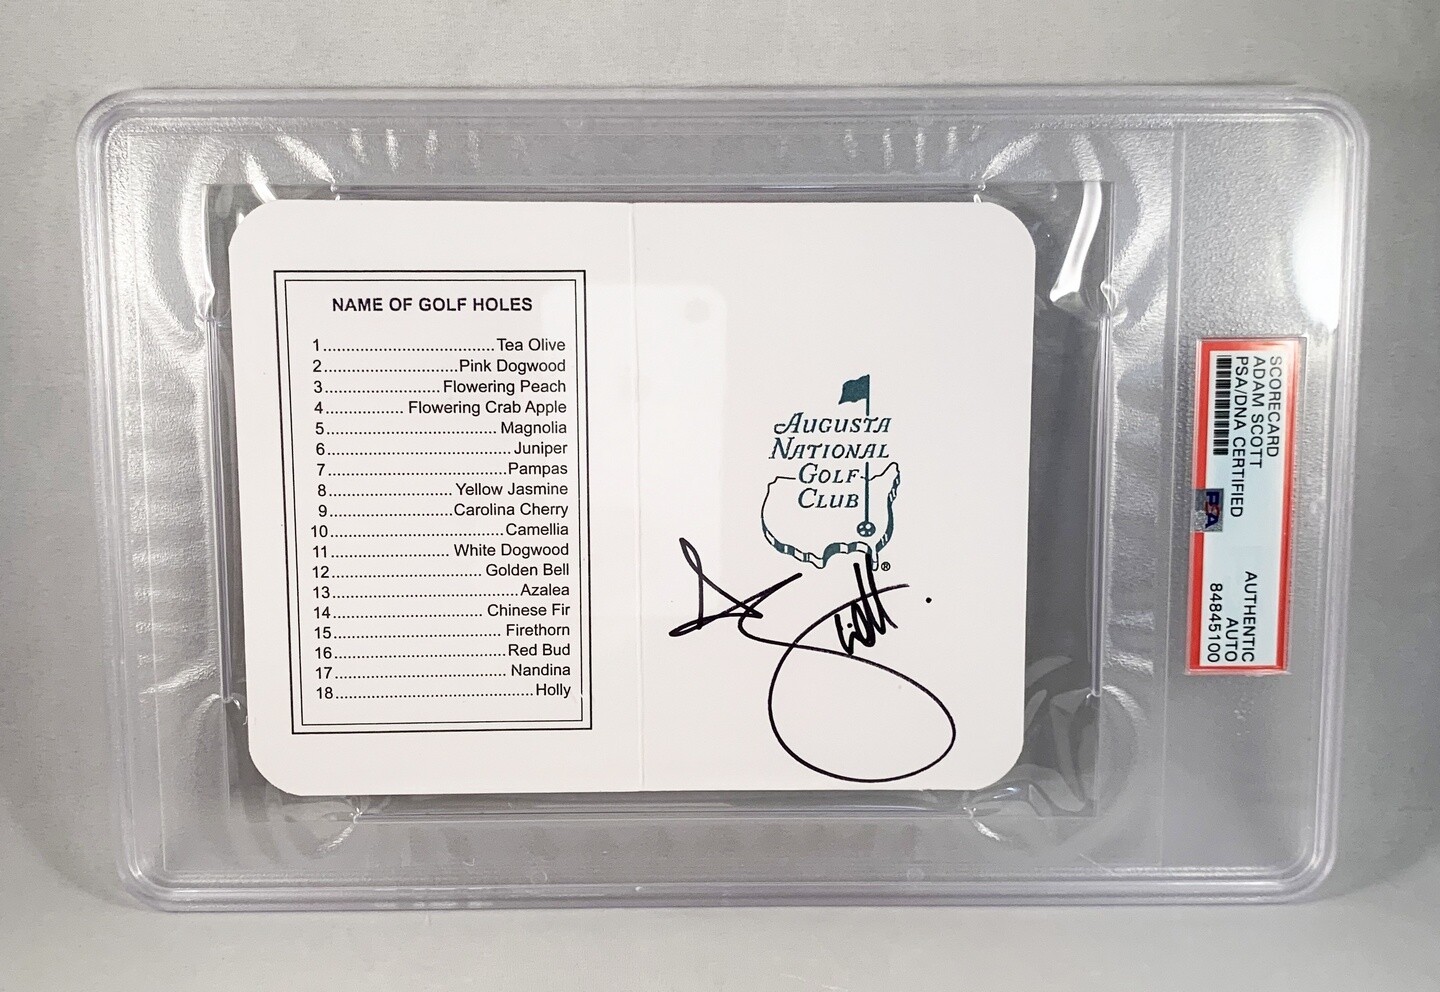 NAME OF GOLF HOLES
1......................................Tea Olive
2..............................Pink Dogwood
3..........................Flowering Peach
4.................. Flowering Crab Apple
5...................................... Magnolia
6.........................................Juniper
7........................................Pampas
8........................... Yellow Jasmine
9............................Carolina Cherry
10.......................................Camellia
11.......................... White Dogwood
12................................. Golden Bell
13..........................................Azalea
14................................. Chinese Fir
15..................................... Firethorn
16.......................................Red Bud
17...................................... Nandina
18............................................Holly
AUGUSTA
NATIONAL
GOLF
CLUB
®
Scott
SCORECARD
ADAM SCOTT
PSA/DNA CERTIFIED
PSA
AUTHENTIC
AUTO
84845100